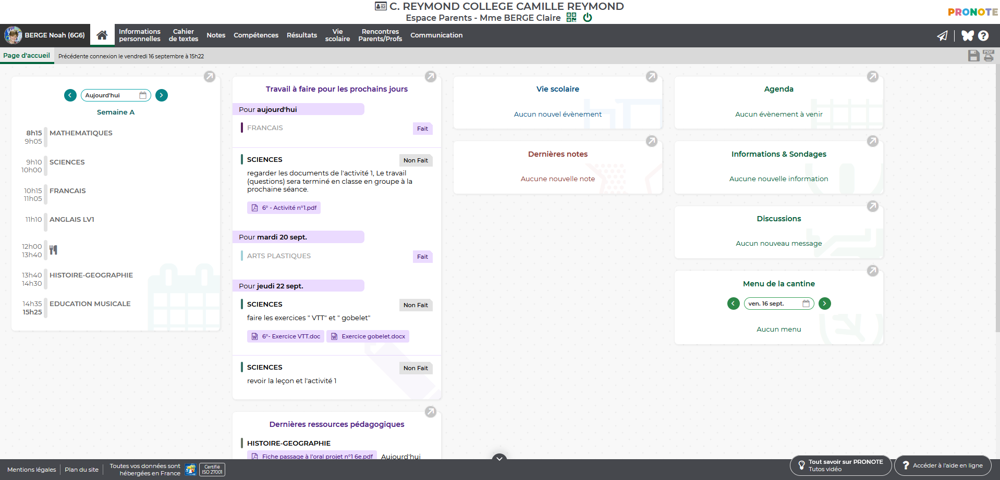 C. REYMOND COLLEGE CAMILLE REYMOND
Espace Parents - Mme BERGE Claire
PRONOTE
BERGE Noah (6G6)
Informations personnelles
Cahier de textes
Notes
Compétences
Résultats
Vie scolaire
Rencontres Parents/Profs
Communication
Page d'accueil
Précédente connexion le vendredi 16 septembre à 15h22
PDF
Aujourd'hui
Semaine A
8h15 MATHEMATIQUES
9h05
9h10 SCIENCES
10h00
10h15 FRANCAIS
11h05
11h10 ANGLAIS LV1
12h00
13h40
13h40 HISTOIRE-GEOGRAPHIE
14h30
14h35 EDUCATION MUSICALE
15h25
Travail à faire pour les prochains jours
Pour aujourd'hui
FRANCAIS
Fait
SCIENCES
Non Fait
regarder les documents de l'activité 1, Le travail
(questions) sera terminé en classe en groupe à la
prochaine séance.
6° - Activité n°1.pdf
Pour mardi 20 sept.
ARTS PLASTIQUES
Fait
Pour jeudi 22 sept.
SCIENCES
Non Fait
faire les exercices " VTT" et " gobelet"
6°- Exercice VTT.doc
Exercice gobelet.docx
SCIENCES
Non Fait
revoir la leçon et l'activité 1
Dernières ressources pédagogiques
HISTOIRE-GEOGRAPHIE
Fiche passage à l'oral projet n°1 6e.pdf
Aujourd'hui
Vie scolaire
Aucun nouvel évènement
Dernières notes
Aucune nouvelle note
Agenda
Aucun évènement à venir
Informations & Sondages
Aucune nouvelle information
Discussions
Aucun nouveau message
Menu de la cantine
ven. 16 sept.
Aucun menu
Mentions légales
Plan du site
Toutes vos données sont
hébergées en France
Certifié
ISO 27001
Tout savoir sur PRONOTE
Tutos vidéo
Accéder à l'aide en ligne